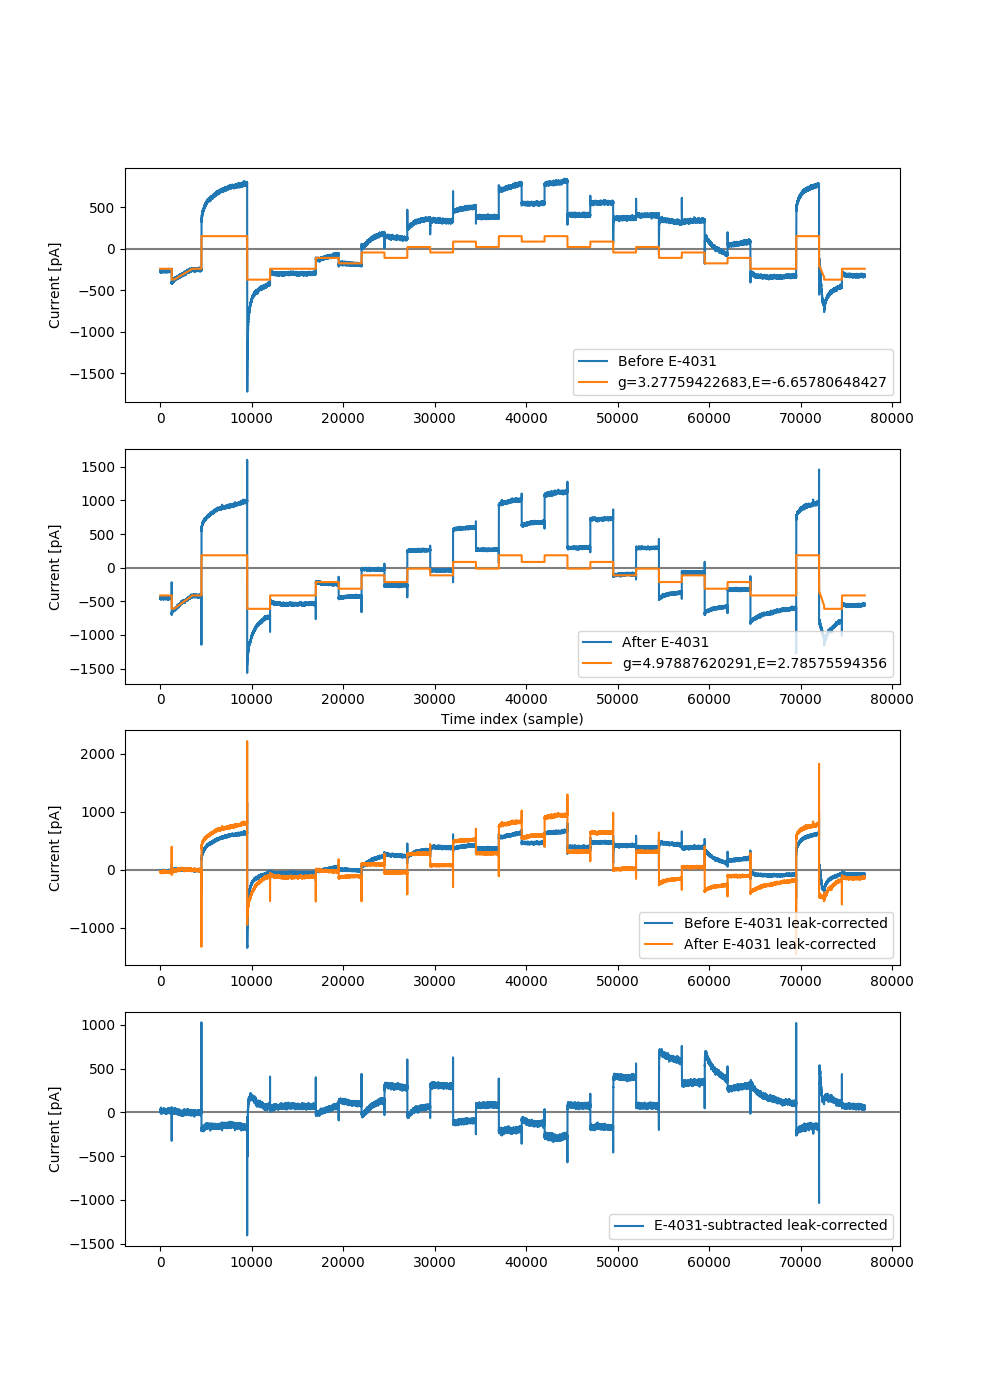 500
0
−500
−1000
−1500
Current [pA]
Before E-4031
g=3.27759422683,E=-6.65780648427
0 10000 20000 30000 40000 50000 60000 70000 80000
1500
1000
500
0
−500
−1000
−1500
Current [pA]
After E-4031
g=4.97887620291,E=2.78575594356
0 10000 20000 30000 40000 50000 60000 70000 80000
Time index (sample)
2000
1000
0
−1000
Current [pA]
Before E-4031 leak-corrected
After E-4031 leak-corrected
0 10000 20000 30000 40000 50000 60000 70000 80000
1000
500
0
−500
−1000
−1500
Current [pA]
E-4031-subtracted leak-corrected
0 10000 20000 30000 40000 50000 60000 70000 80000